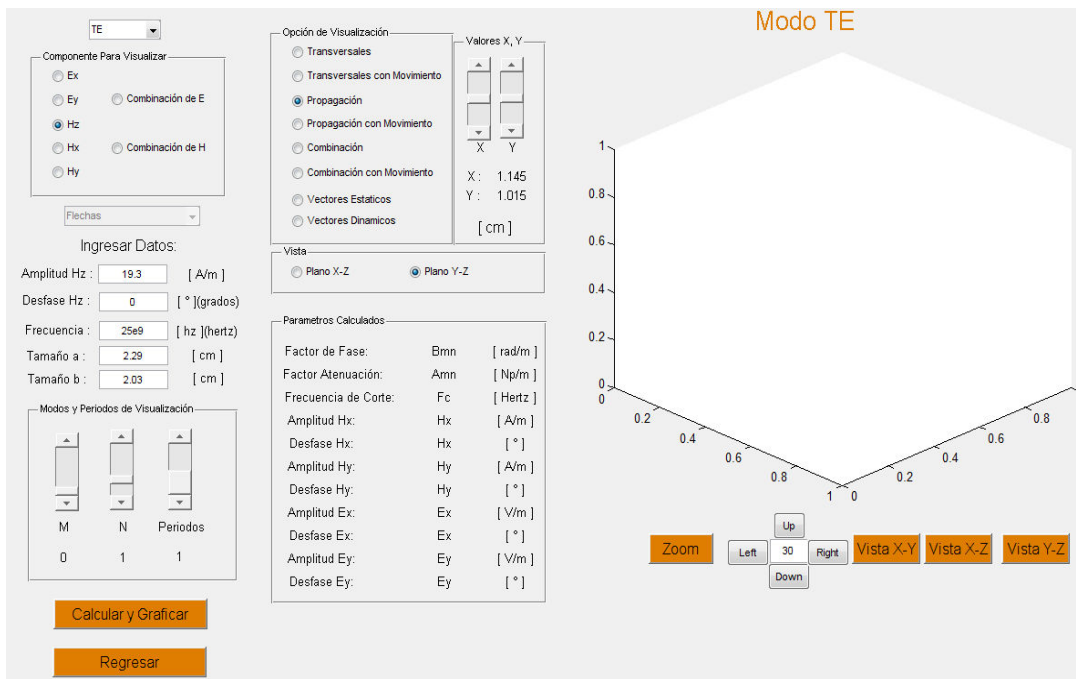 Modo TE
TE
Componente Para Visualizar
Ex
Ey
Combinación de E
Hz
Hx
Combinación de H
Hy
Flechas
Ingresar Datos:
Amplitud Hz : 19.3 [ A/m ]
Desfase Hz : 0 [ ° ](grados)
Frecuencia : 25e9 [ hz ](hertz)
Tamaño a : 2.29 [ cm ]
Tamaño b : 2.03 [ cm ]
Modos y Periodos de Visualización
M N Periodos
0 1 1
Calcular y Graficar
Regresar
Opción de Visualización
Transversales
Transversales con Movimiento
Propagación
Propagación con Movimiento
Combinación
Combinación con Movimiento
Vectores Estaticos
Vectores Dinamicos
Valores X, Y
X Y
X : 1.145
Y : 1.015
[ cm ]
Vista
Plano X-Z
Plano Y-Z
Parametros Calculados
Factor de Fase: Bmn [ rad/m ]
Factor Atenuación: Amn [ Np/m ]
Frecuencia de Corte: Fc [ Hertz ]
Amplitud Hx: Hx [ A/m ]
Desfase Hx: Hx [ ° ]
Amplitud Hy: Hy [ A/m ]
Desfase Hy: Hy [ ° ]
Amplitud Ex: Ex [ V/m ]
Desfase Ex: Ex [ ° ]
Amplitud Ey: Ey [ V/m ]
Desfase Ey: Ey [ ° ]
1
0.8
0.6
0.4
0.2
0
0
0.2
0.4
0.6
0.8
1
0
0.2
0.4
0.6
0.8
Zoom
Up
Left
30
Right
Down
Vista X-Y
Vista X-Z
Vista Y-Z